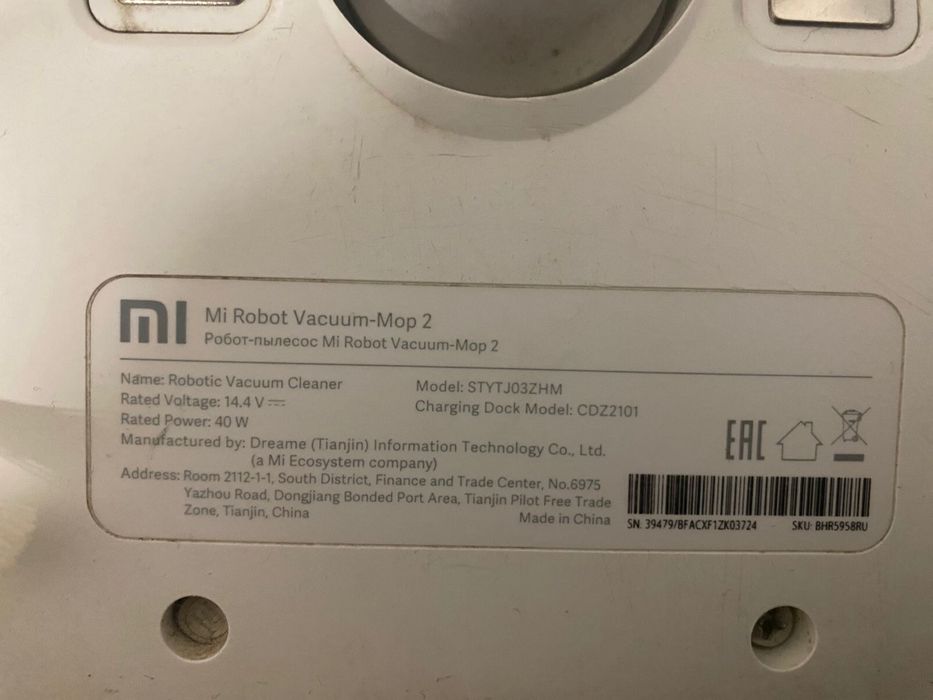 mi Mi Robot Vacuum-Mop 2
Робот-пылесос Mi Robot Vacuum-Mop 2
Name: Robotic Vacuum Cleaner
Rated Voltage: 14.4 V ⎓
Rated Power: 40 W
Model: STYTJ03ZHM
Charging Dock Model: CDZ2101
Manufactured by: Dreame (Tianjin) Information Technology Co., Ltd.
(a Mi Ecosystem company)
Address: Room 2112-1-1, South District, Finance and Trade Center, No.6975
Yazhou Road, Dongjiang Bonded Port Area, Tianjin Pilot Free Trade
Zone, Tianjin, China
Made in China
EAC
SN: 39479/BFACXF1ZK03724 SKU: BHR5958RU